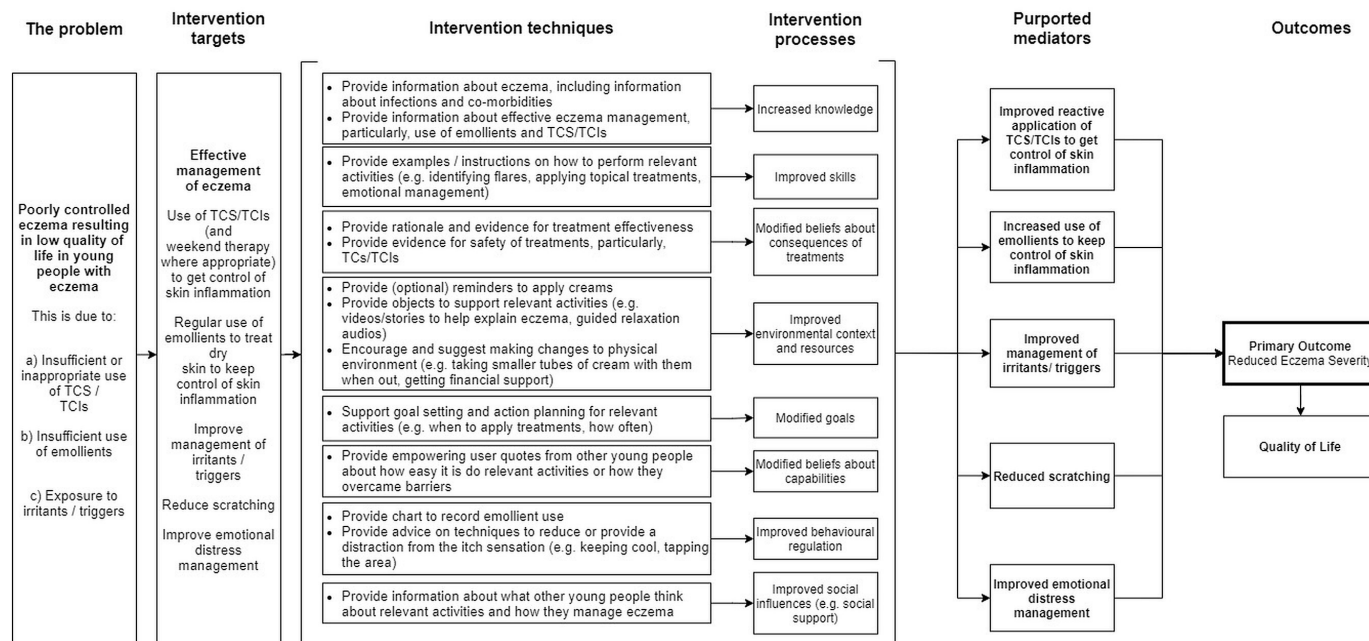 The problem
Intervention
targets
Intervention techniques
Intervention
processes
Purported
mediators
Outcomes
Poorly controlled
eczema resulting
in low quality of
life in young
people with
eczema
This is due to:
a) Insufficient or
inappropriate use
of TCS /
TCIs
b) Insufficient use
of emollients
c) Exposure to
irritants / triggers
Effective
management
of eczema
Use of TCS/TCIs
(and
weekend therapy
where appropriate)
to get control of
skin inflammation
Regular use of
emollients to treat
dry
skin to keep
control of skin
inflammation
Improve
management of
irritants /
triggers
Reduce scratching
Improve emotional
distress
management
• Provide information about eczema, including information
about infections and co-morbidities
• Provide information about effective eczema management,
particularly, use of emollients and TCS/TCIs
Increased knowledge
• Provide examples / instructions on how to perform relevant
activities (e.g. identifying flares, applying topical treatments,
emotional management)
Improved skills
• Provide rationale and evidence for treatment effectiveness
• Provide evidence for safety of treatments, particularly,
TCs/TCIs
Modified beliefs about
consequences of
treatments
• Provide (optional) reminders to apply creams
• Provide objects to support relevant activities (e.g.
videos/stories to help explain eczema, guided relaxation
audios)
• Encourage and suggest making changes to physical
environment (e.g. taking smaller tubes of cream with them
when out, getting financial support)
Improved
environmental context
and resources
• Support goal setting and action planning for relevant
activities (e.g. when to apply treatments, how often)
Modified goals
• Provide empowering user quotes from other young people
about how easy it is do relevant activities or how they
overcame barriers
Modified beliefs about
capabilities
• Provide chart to record emollient use
• Provide advice on techniques to reduce or provide a
distraction from the itch sensation (e.g. keeping cool, tapping
the area)
Improved behavioural
regulation
• Provide information about what other young people think
about relevant activities and how they manage eczema
Improved social
influences (e.g. social
support)
Improved reactive
application of
TCS/TCIs to get
control of skin
inflammation
Increased use of
emollients to keep
control of skin
inflammation
Improved
management of
irritants/ triggers
Reduced scratching
Improved emotional
distress
management
Primary Outcome
Reduced Eczema Severity
Quality of Life